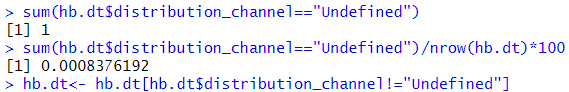 > sum(hb.dt$distribution_channel=="Undefined")
[1] 1
> sum(hb.dt$distribution_channel=="Undefined")/nrow(hb.dt)*100
[1] 0.0008376192
> hb.dt<- hb.dt[hb.dt$distribution_channel!="Undefined"]